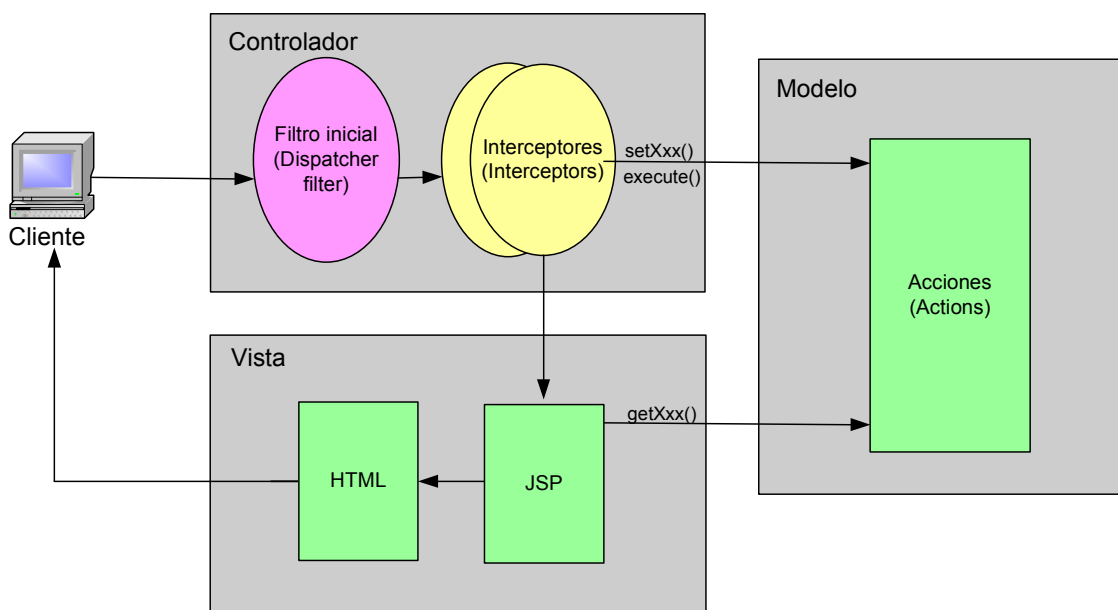 Controlador
Filtro inicial
(Dispatcher
filter)
Interceptores
(Interceptors)
setXxx()
execute()
Modelo
Acciones
(Actions)
Cliente
Vista
HTML
JSP
getXxx()